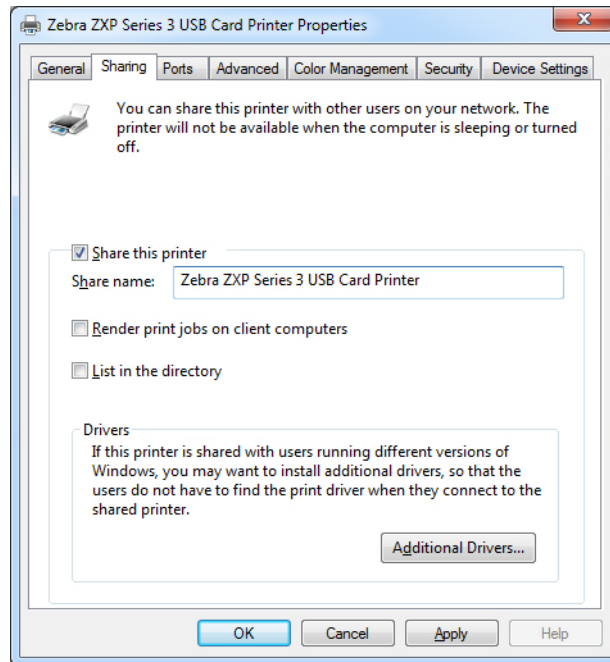 Zebra ZXP Series 3 USB Card Printer Properties
General Sharing Ports Advanced Color Management Security Device Settings
You can share this printer with other users on your network. The
printer will not be available when the computer is sleeping or turned
off.
Share this printer
Share name: Zebra ZXP Series 3 USB Card Printer
Render print jobs on client computers
List in the directory
Drivers
If this printer is shared with users running different versions of
Windows, you may want to install additional drivers, so that the
users do not have to find the print driver when they connect to the
shared printer.
Additional Drivers...
OK Cancel Apply Help